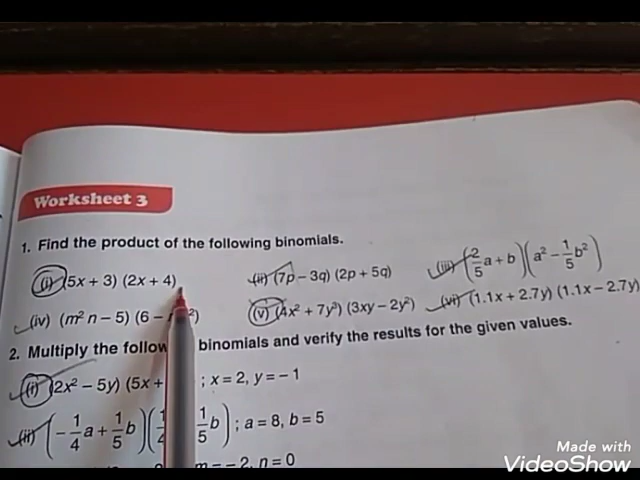 Worksheet 3
1. Find the product of the following binomials.
(i) (5x + 3) (2x + 4)
(ii) (7p – 3q) (2p + 5q)
(iii) (2/5 a + b) (a² – 1/5 b²)
(iv) (m² n – 5) (6 –
(v) (4x² + 7y²) (3xy – 2y²)
(vi) (1.1x + 2.7y) (1.1x – 2.7y)
2. Multiply the binomials and verify the results for the given values.
(i) (2x² – 5y) (5x + ; x = 2, y = – 1
(ii) (– 1/4 a + 1/5 b) ( 1/5 b) ; a = 8, b = 5
– 2, n = 0
Made with
VideoShow